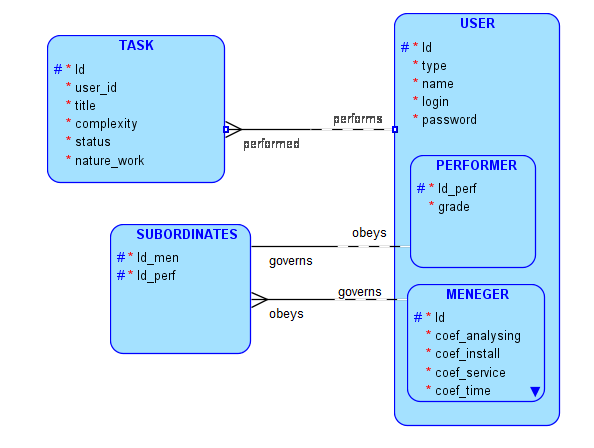 TASK
# * Id
* user_id
* title
* complexity
* status
* nature_work
USER
# * Id
* type
* name
* login
* password
performs
performed
PERFORMER
# * Id_perf
* grade
SUBORDINATES
# * Id_men
# * Id_perf
obeys
governs
governs
obeys
MENEGER
# * Id
* coef_analysing
* coef_install
* coef_service
* coef_time